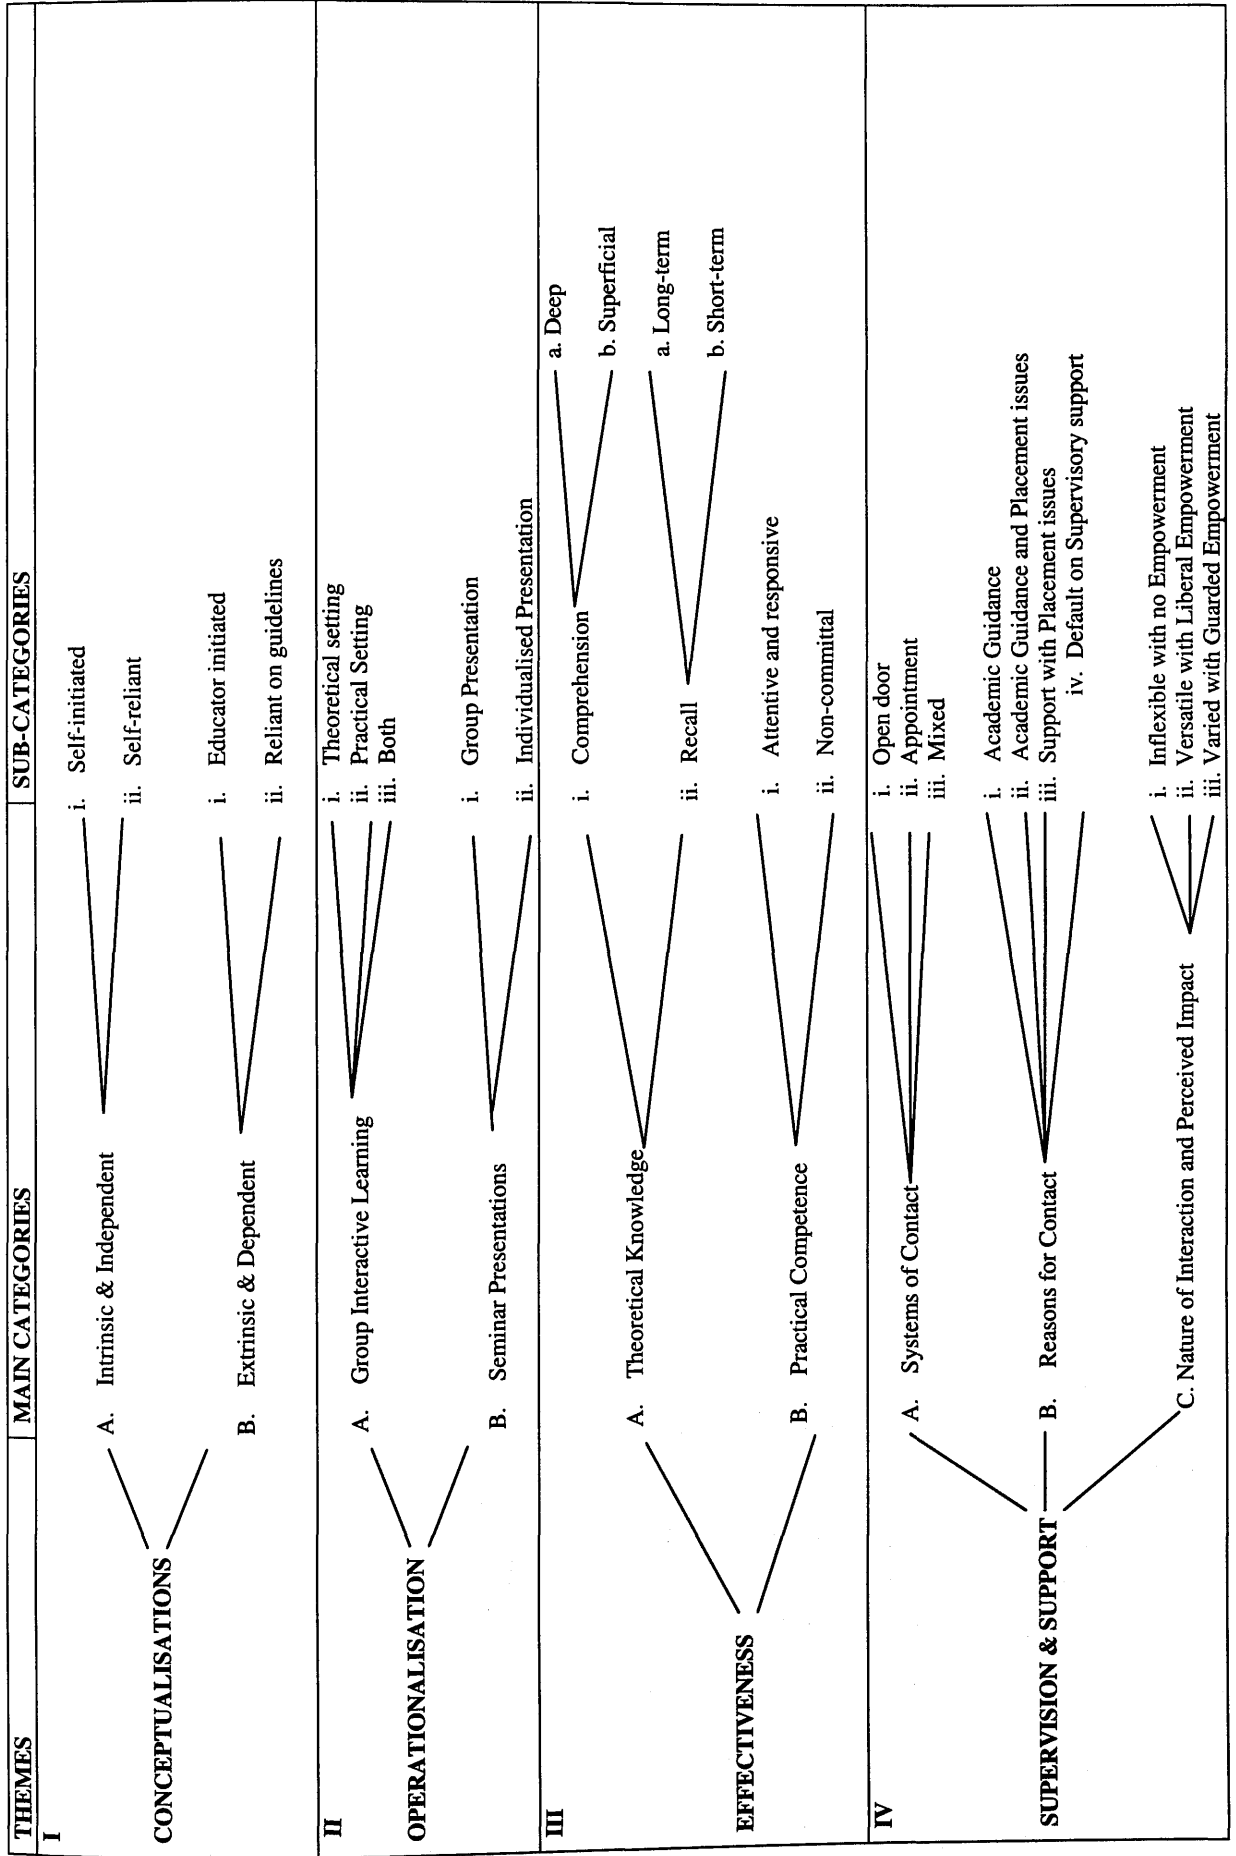 THEMES
MAIN CATEGORIES
SUB-CATEGORIES
I
CONCEPTUALISATIONS
A. Intrinsic & Independent
i. Self-initiated
ii. Self-reliant
B. Extrinsic & Dependent
i. Educator initiated
ii. Reliant on guidelines
II
OPERATIONALISATION
A. Group Interactive Learning
i. Theoretical setting
ii. Practical Setting
iii. Both
B. Seminar Presentations
i. Group Presentation
ii. Individualised Presentation
III
EFFECTIVENESS
A. Theoretical Knowledge
i. Comprehension
a. Deep
b. Superficial
ii. Recall
a. Long-term
b. Short-term
B. Practical Competence
i. Attentive and responsive
ii. Non-committal
IV
SUPERVISION & SUPPORT
A. Systems of Contact
i. Open door
ii. Appointment
iii. Mixed
B. Reasons for Contact
i. Academic Guidance
ii. Academic Guidance and Placement issues
iii. Support with Placement issues
iv. Default on Supervisory support
C. Nature of Interaction and Perceived Impact
i. Inflexible with no Empowerment
ii. Versatile with Liberal Empowerment
iii. Varied with Guarded Empowerment